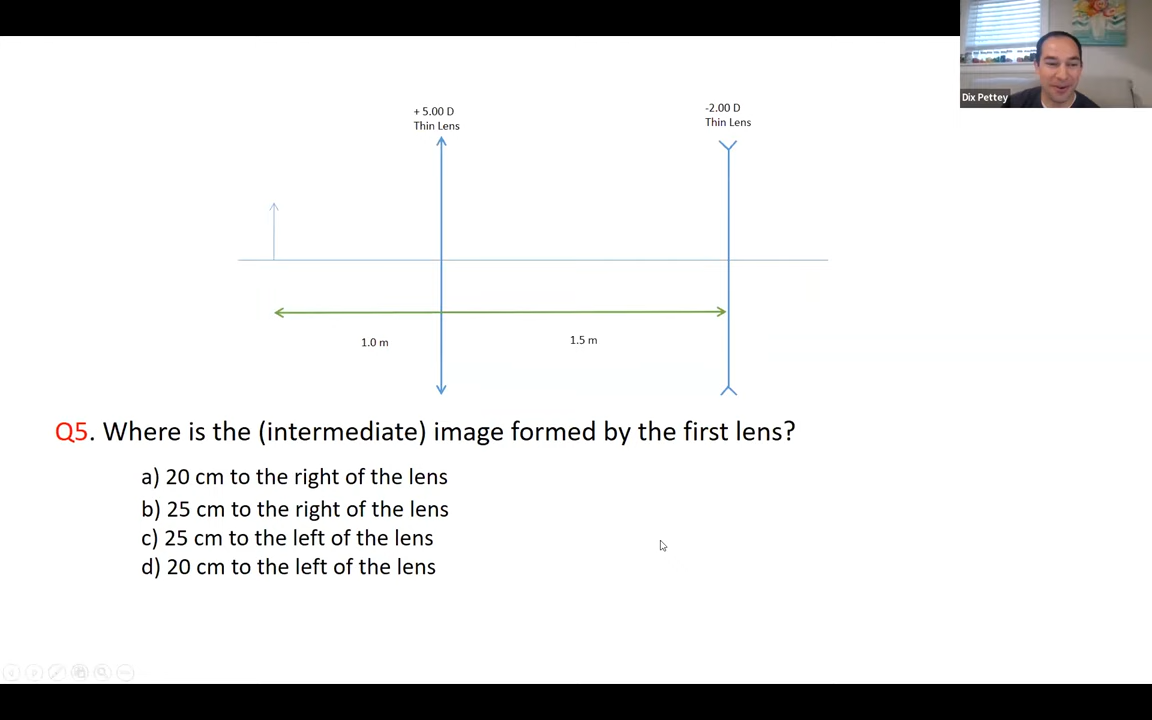 Dix Pettey
+ 5.00 D
Thin Lens
-2.00 D
Thin Lens
1.0 m
1.5 m
Q5. Where is the (intermediate) image formed by the first lens?
a) 20 cm to the right of the lens
b) 25 cm to the right of the lens
c) 25 cm to the left of the lens
d) 20 cm to the left of the lens